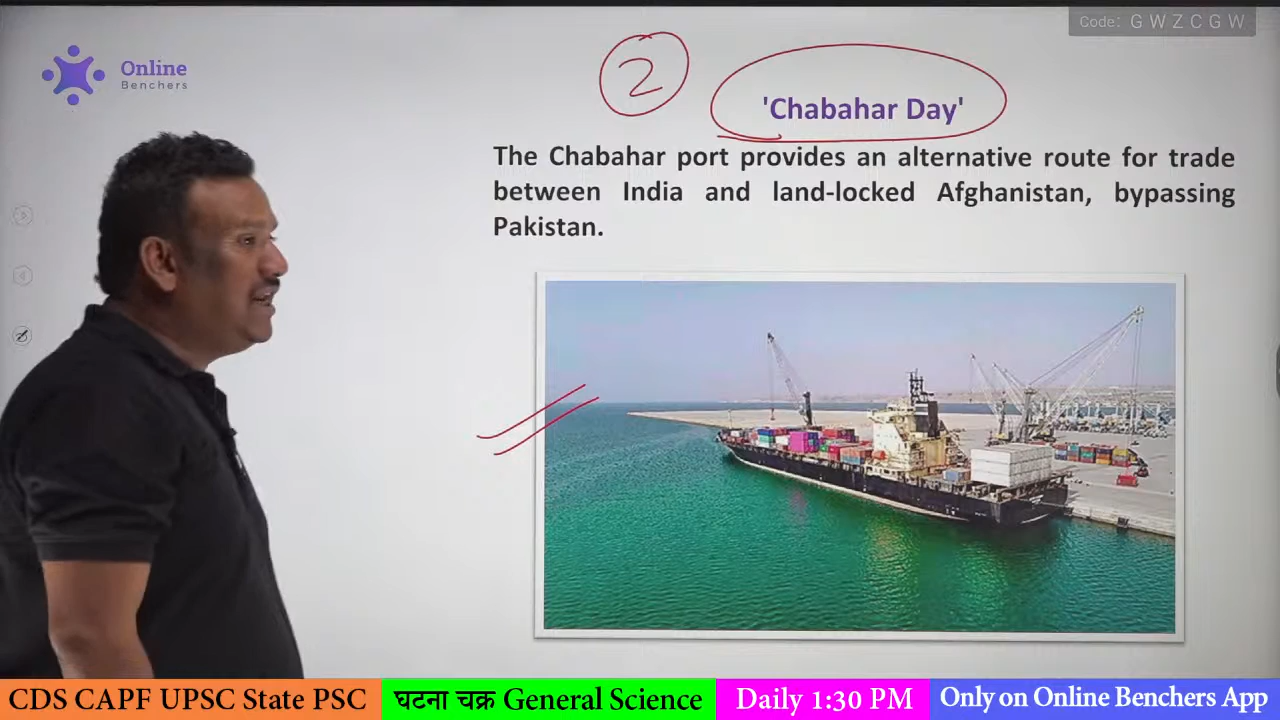 Code: G W Z C G W
Online
Benchers
2
'Chabahar Day'
The Chabahar port provides an alternative route for trade
between India and land-locked Afghanistan, bypassing
Pakistan.
CDS CAPF UPSC State PSC
घटना चक्र General Science
Daily 1:30 PM
Only on Online Benchers App